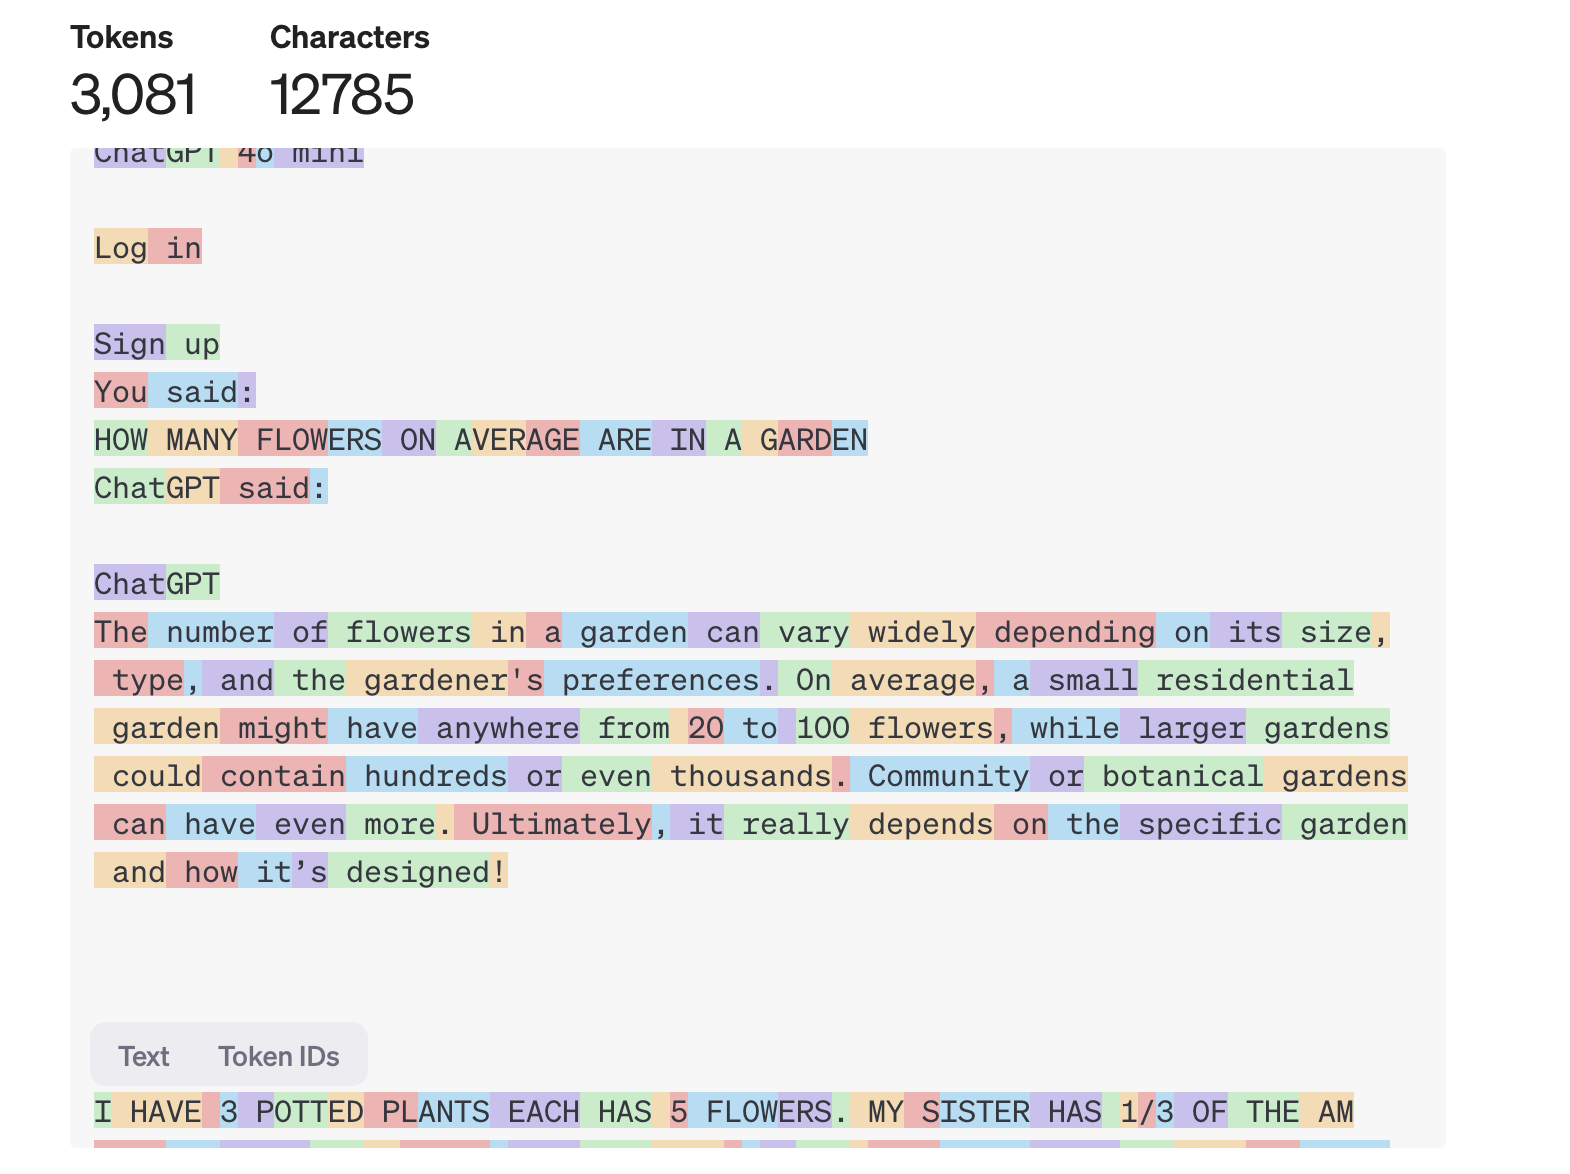 Tokens Characters
3,081 12785
ChatGPT 4o mini
Log in
Sign up
You said:
HOW MANY FLOWERS ON AVERAGE ARE IN A GARDEN
ChatGPT said:
ChatGPT
The number of flowers in a garden can vary widely depending on its size,
type, and the gardener's preferences. On average, a small residential
garden might have anywhere from 20 to 100 flowers, while larger gardens
could contain hundreds or even thousands. Community or botanical gardens
can have even more. Ultimately, it really depends on the specific garden
and how it’s designed!
Text Token IDs
I HAVE 3 POTTED PLANTS EACH HAS 5 FLOWERS. MY SISTER HAS 1/3 OF THE AM